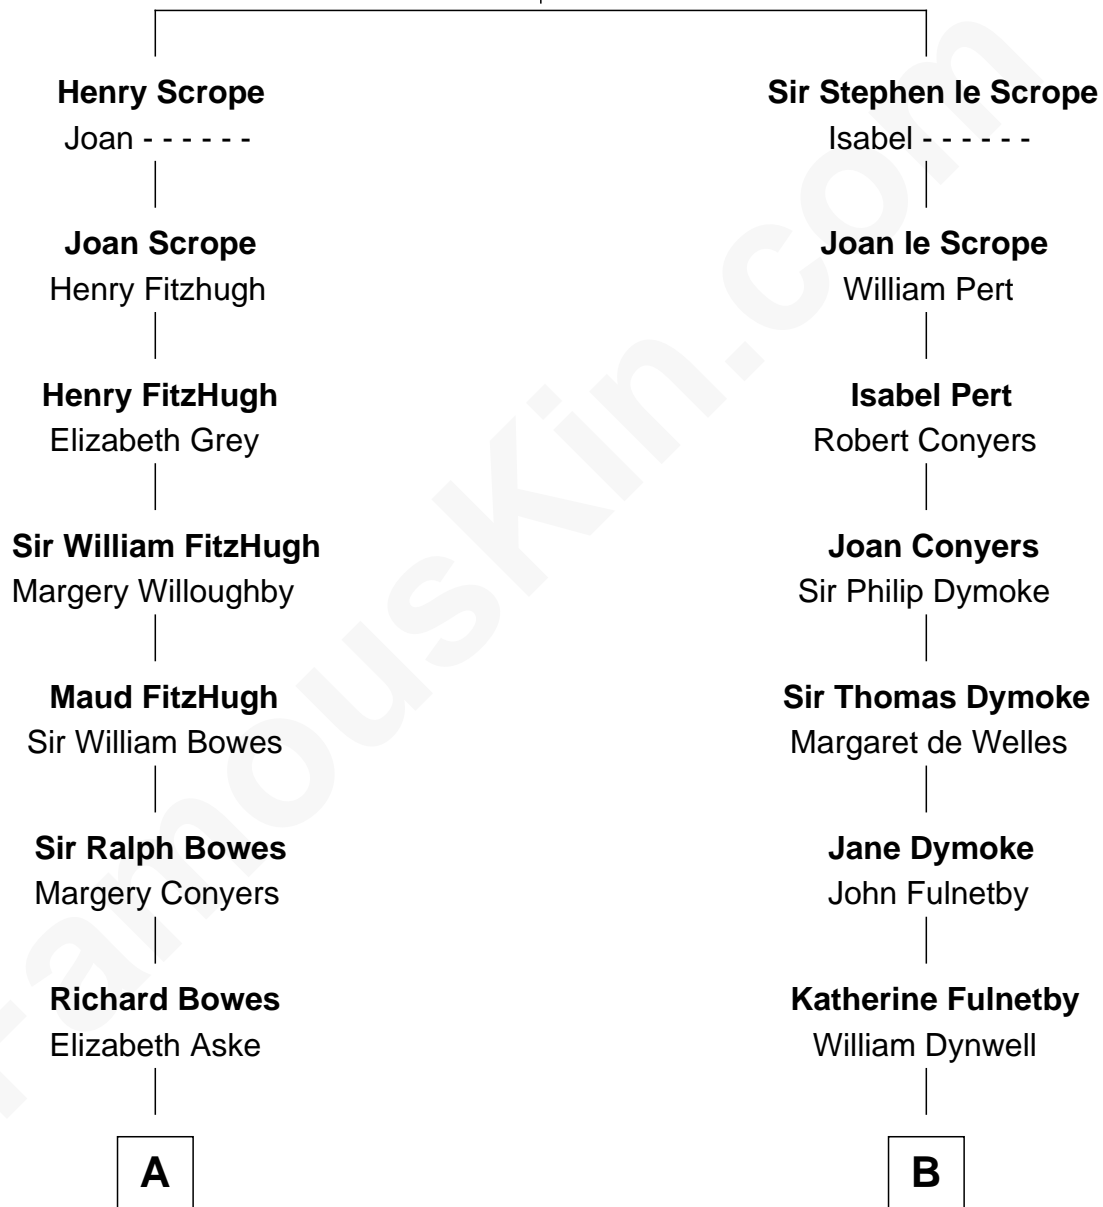 Henry Scrope
Joan - - - - - -
Joan Scrope
Henry Fitzhugh
Henry FitzHugh
Elizabeth Grey
Sir William FitzHugh
Margery Willoughby
Maud FitzHugh
Sir William Bowes
Sir Ralph Bowes
Margery Conyers
Richard Bowes
Elizabeth Aske
A
Sir Stephen le Scrope
Isabel - - - - - -
Joan le Scrope
William Pert
Isabel Pert
Robert Conyers
Joan Conyers
Sir Philip Dymoke
Sir Thomas Dymoke
Margaret de Welles
Jane Dymoke
John Fulnetby
Katherine Fulnetby
William Dynwell
B
FamousKin.com